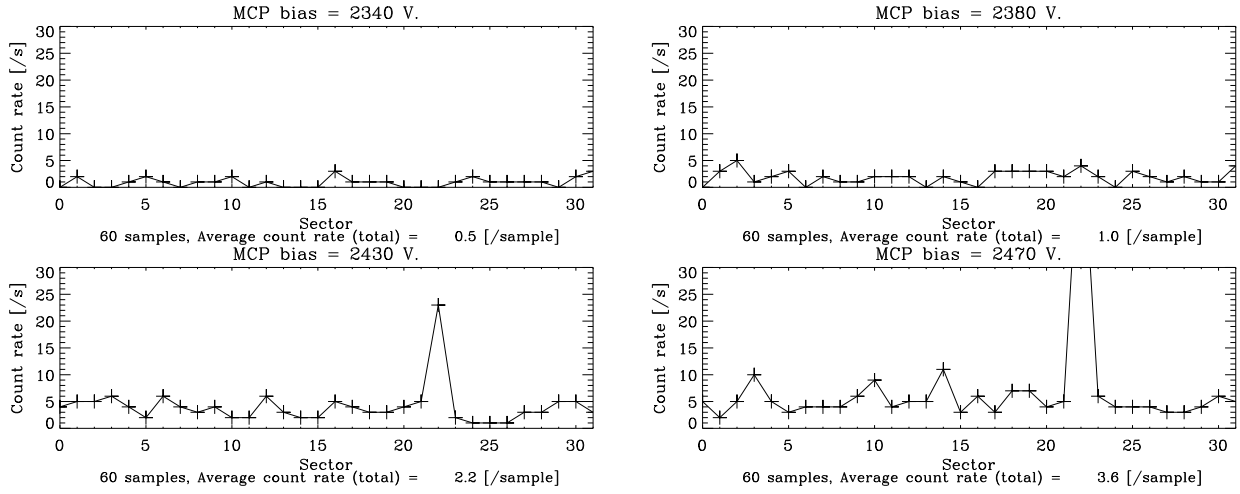 MCP bias = 2340 V.
Count rate [/s]
30
25
20
15
10
5
0
0 5 10 15 20 25 30
Sector
60 samples, Average count rate (total) = 0.5 [/sample]
MCP bias = 2380 V.
Count rate [/s]
30
25
20
15
10
5
0
0 5 10 15 20 25 30
Sector
60 samples, Average count rate (total) = 1.0 [/sample]
MCP bias = 2430 V.
Count rate [/s]
30
25
20
15
10
5
0
0 5 10 15 20 25 30
Sector
60 samples, Average count rate (total) = 2.2 [/sample]
MCP bias = 2470 V.
Count rate [/s]
30
25
20
15
10
5
0
0 5 10 15 20 25 30
Sector
60 samples, Average count rate (total) = 3.6 [/sample]